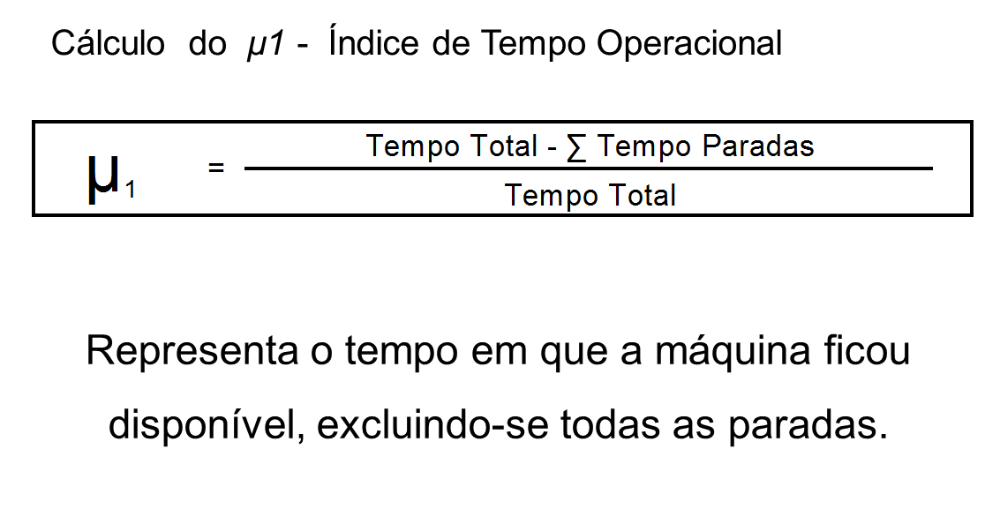 Cálculo do µ1 - Índice de Tempo Operacional
Tempo Total - ∑ Tempo Paradas
µ1 =
Tempo Total
Representa o tempo em que a máquina ficou
disponível, excluindo-se todas as paradas.